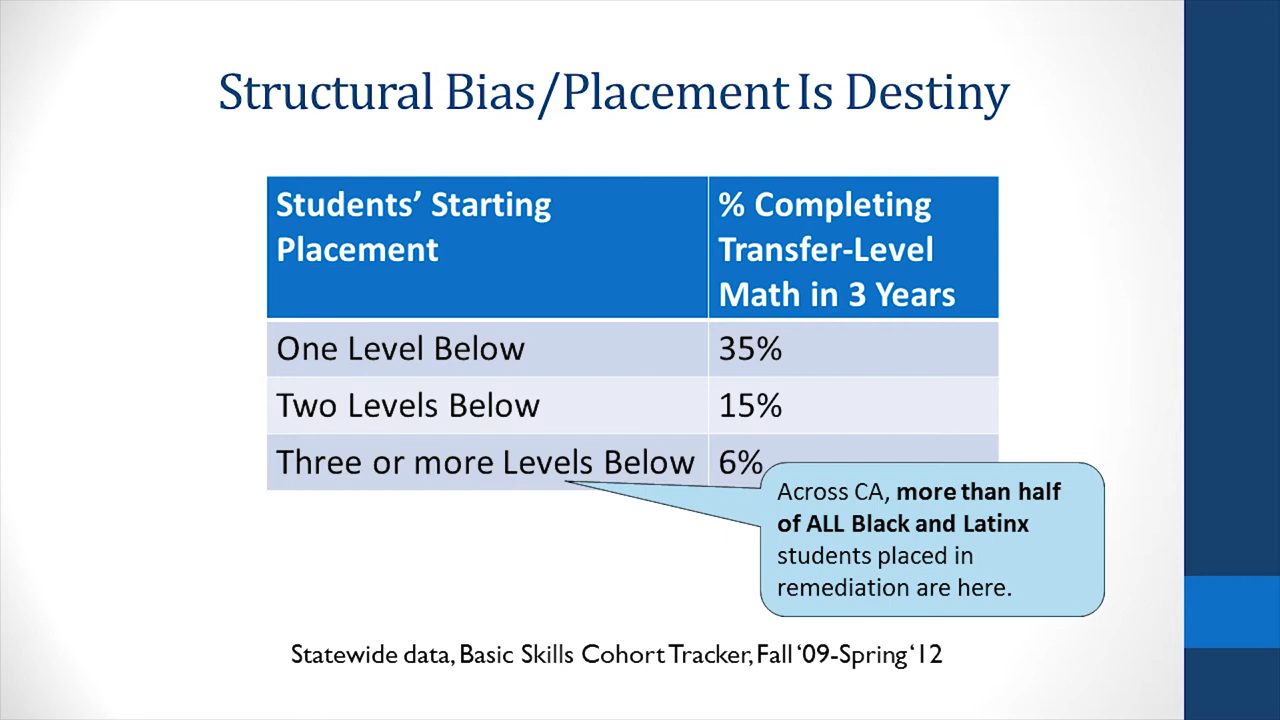 Structural Bias/Placement Is Destiny
Students’ Starting
Placement
% Completing
Transfer-Level
Math in 3 Years
One Level Below
35%
Two Levels Below
15%
Three or more Levels Below
6%
Across CA, more than half
of ALL Black and Latinx
students placed in
remediation are here.
Statewide data, Basic Skills Cohort Tracker, Fall ‘09-Spring ‘12